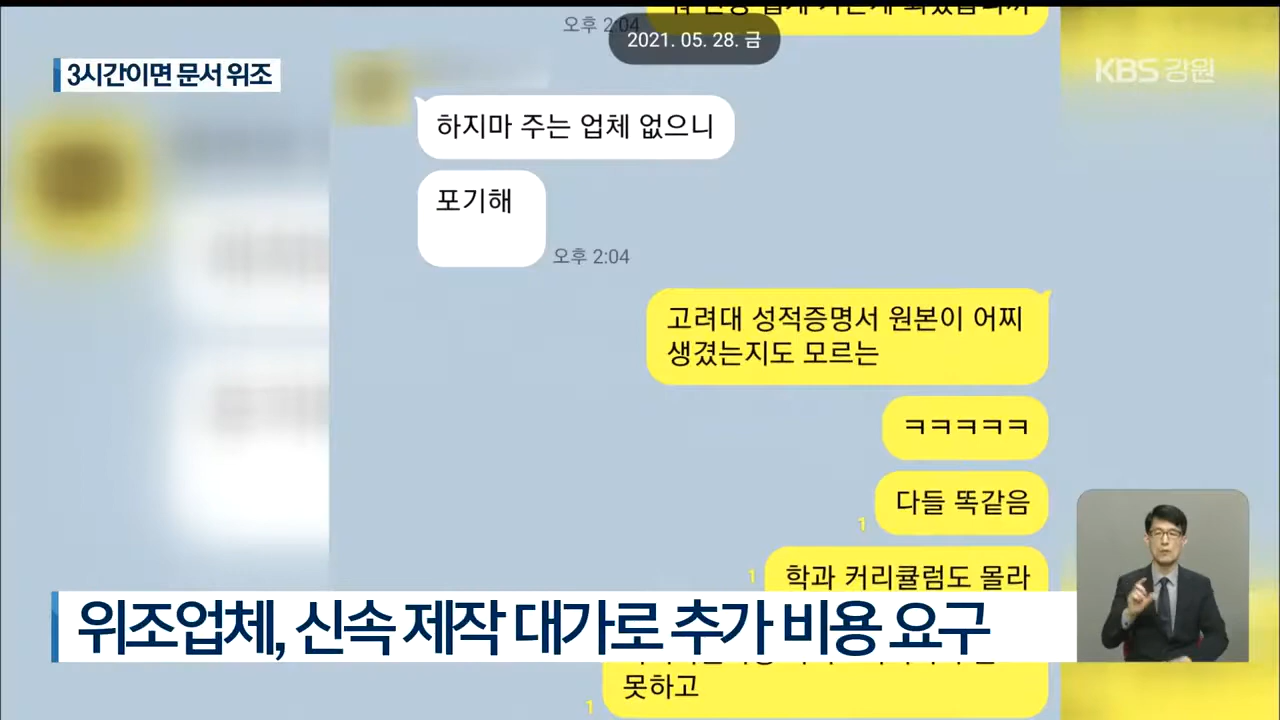 오후 2:04
2021. 05. 28. 금
KBS 강원
3시간이면 문서 위조
하지마 주는 업체 없으니
포기해
오후 2:04
고려대 성적증명서 원본이 어찌
생겼는지도 모르는
ㅋㅋㅋㅋㅋ
다들 똑같음
1
학과 커리큘럼도 몰라
1
위조업체, 신속 제작 대가로 추가 비용 요구
못하고
1